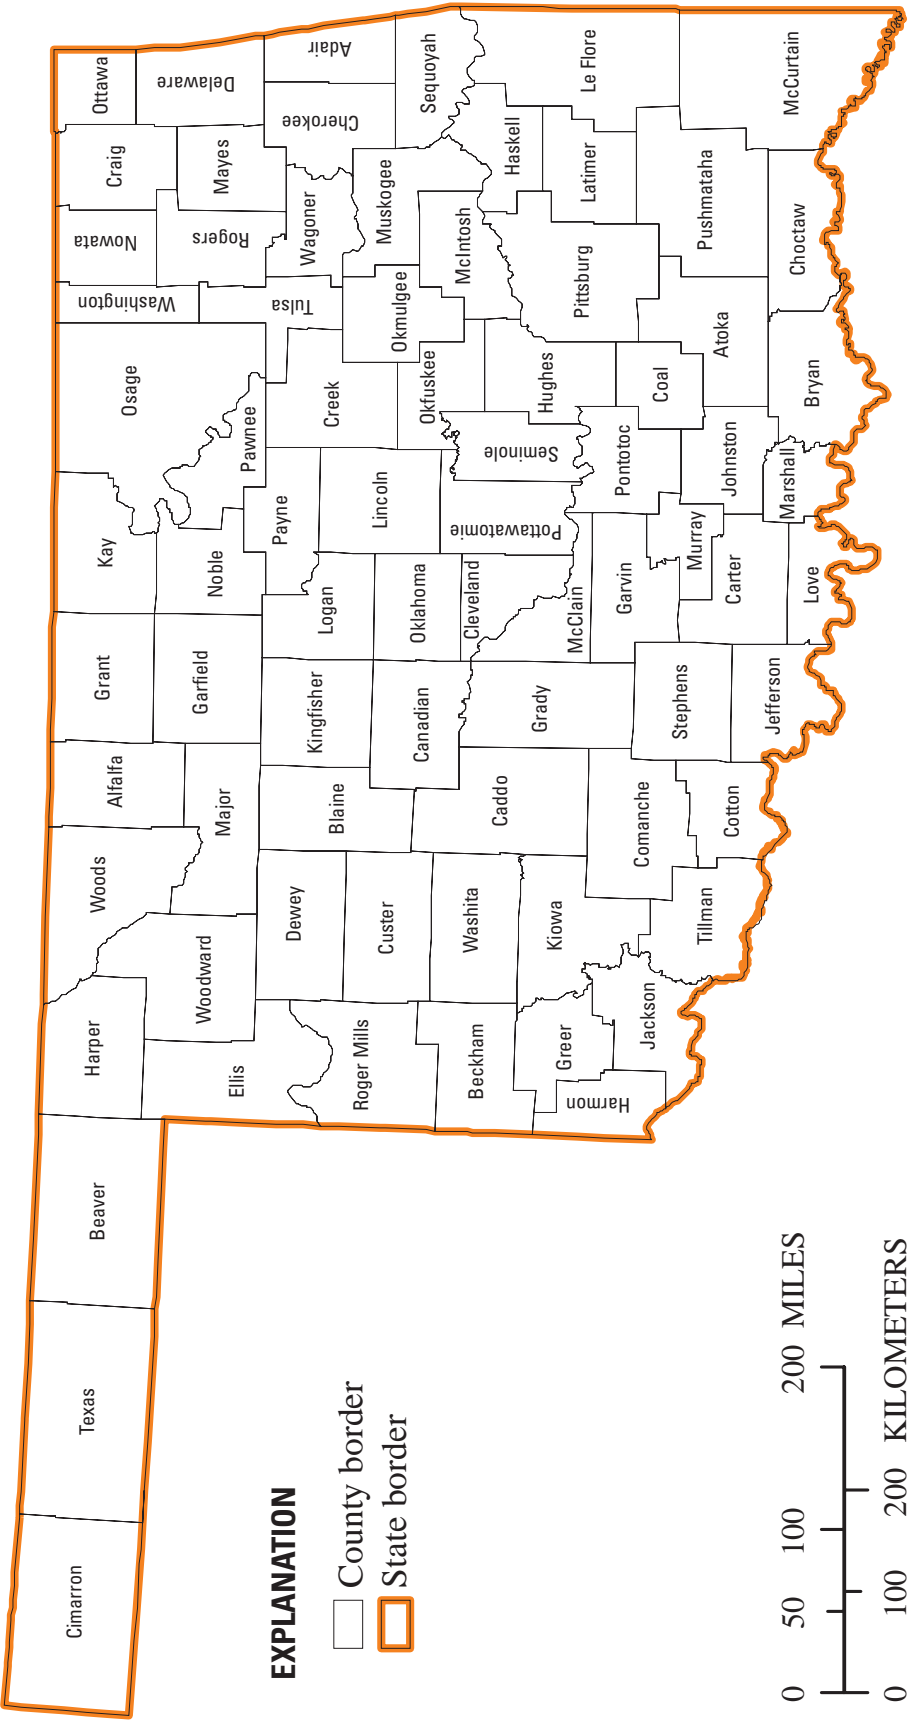 Cimarron
Texas
Beaver
Harper
Woods
Alfalfa
Grant
Kay
Osage
Washington
Nowata
Craig
Ottawa
Ellis
Woodward
Major
Garfield
Noble
Pawnee
Rogers
Mayes
Delaware
Roger Mills
Dewey
Blaine
Kingfisher
Logan
Payne
Creek
Tulsa
Wagoner
Cherokee
Adair
Custer
Canadian
Oklahoma
Lincoln
Okfuskee
Okmulgee
Muskogee
Sequoyah
Beckham
Washita
Caddo
Grady
Cleveland
McClain
Pottawatomie
Seminole
Hughes
McIntosh
Haskell
Le Flore
Harmon
Greer
Kiowa
Comanche
Stephens
Garvin
Pontotoc
Coal
Pittsburg
Latimer
Jackson
Tillman
Cotton
Jefferson
Carter
Murray
Johnston
Atoka
Pushmataha
McCurtain
Love
Marshall
Bryan
Choctaw
EXPLANATION
County border
State border
0 50 100 200 MILES
0 100 200 KILOMETERS